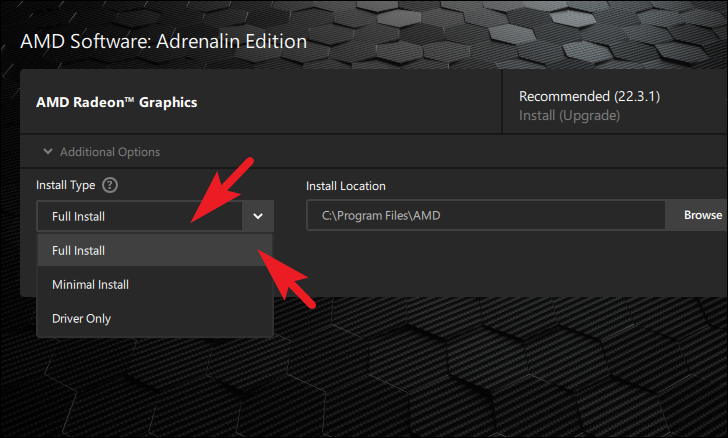 AMD Software: Adrenalin Edition
AMD Radeon™ Graphics
Recommended (22.3.1)
Install (Upgrade)
Additional Options
Install Type ?
Install Location
Full Install
C:\Program Files\AMD
Browse
Full Install
Minimal Install
Driver Only